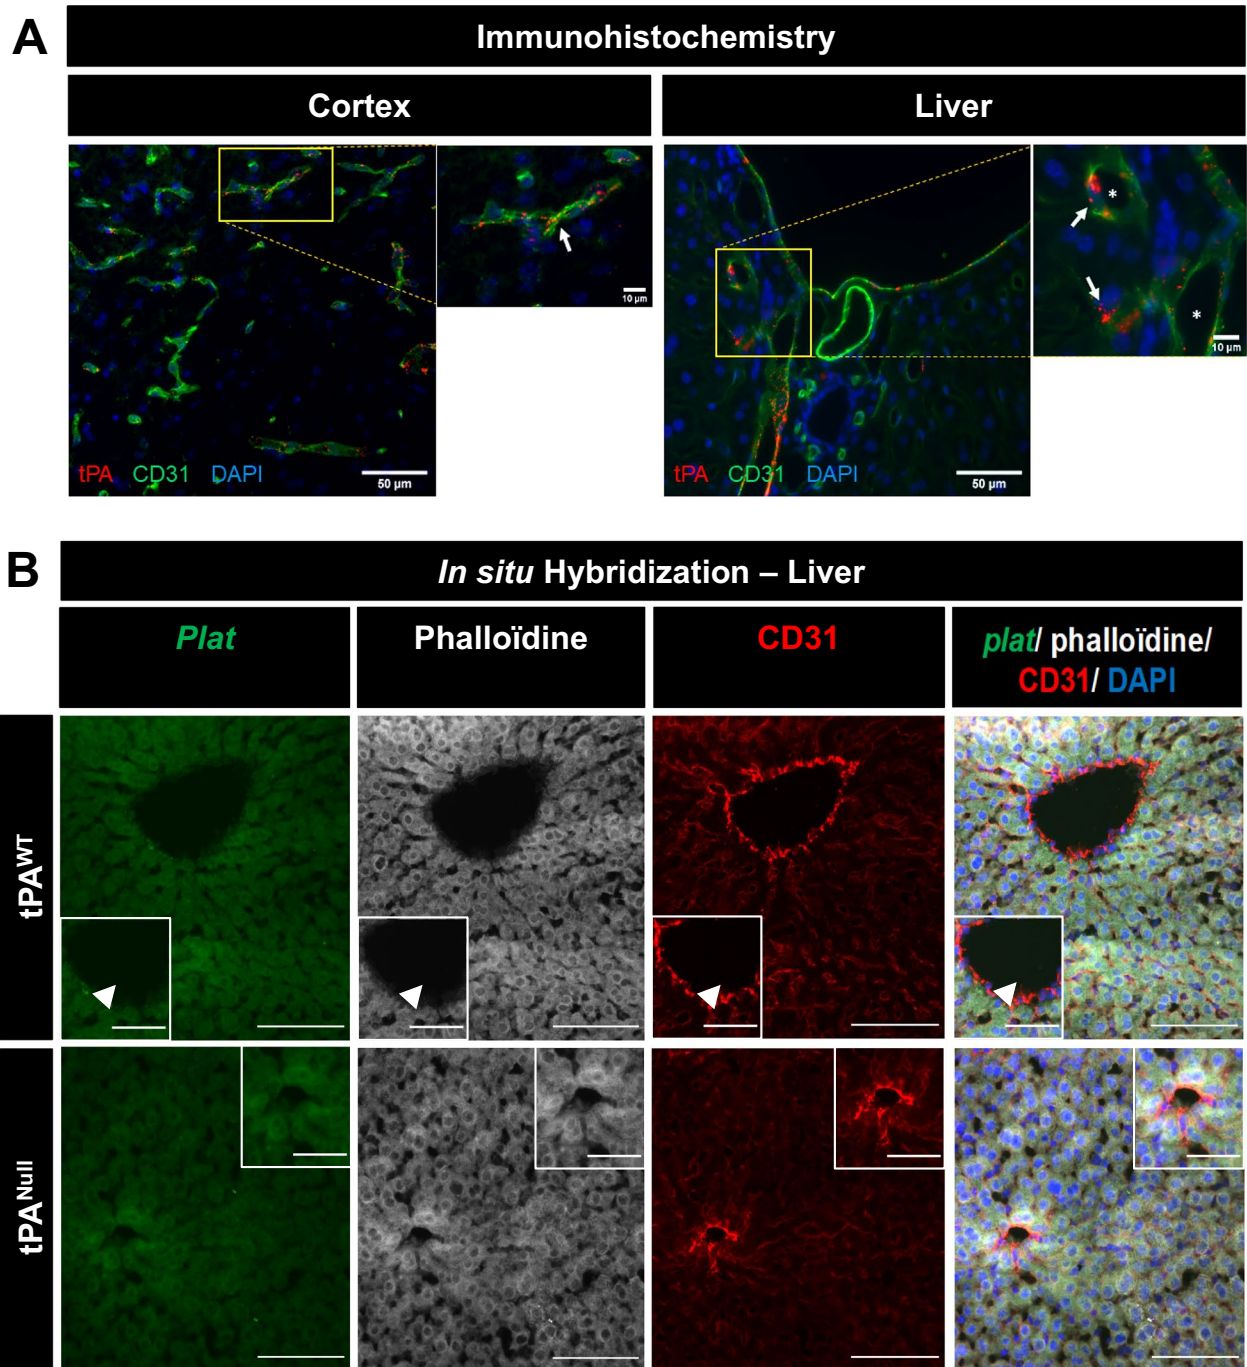 A
Immunohistochemistry
Cortex
Liver
10 µm
10 µm
tPA CD31 DAPI
50 µm
tPA CD31 DAPI
50 µm
*
*
B
In situ Hybridization – Liver
Plat
Phalloïdine
CD31
plat/ phalloïdine/
CD31/ DAPI
tPAWT
tPANull